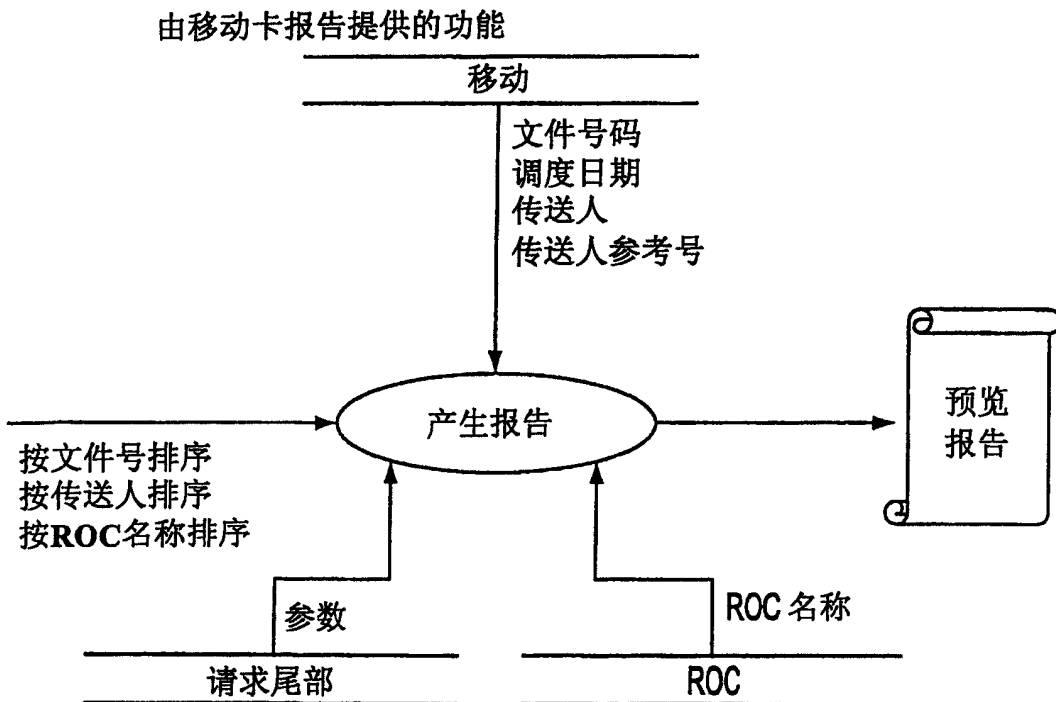 由移动卡报告提供的功能
移动
文件号码
调度日期
传送人
传送人参考号
产生报告
预览
报告
按文件号排序
按传送人排序
按ROC名称排序
参数
ROC 名称
请求尾部
ROC